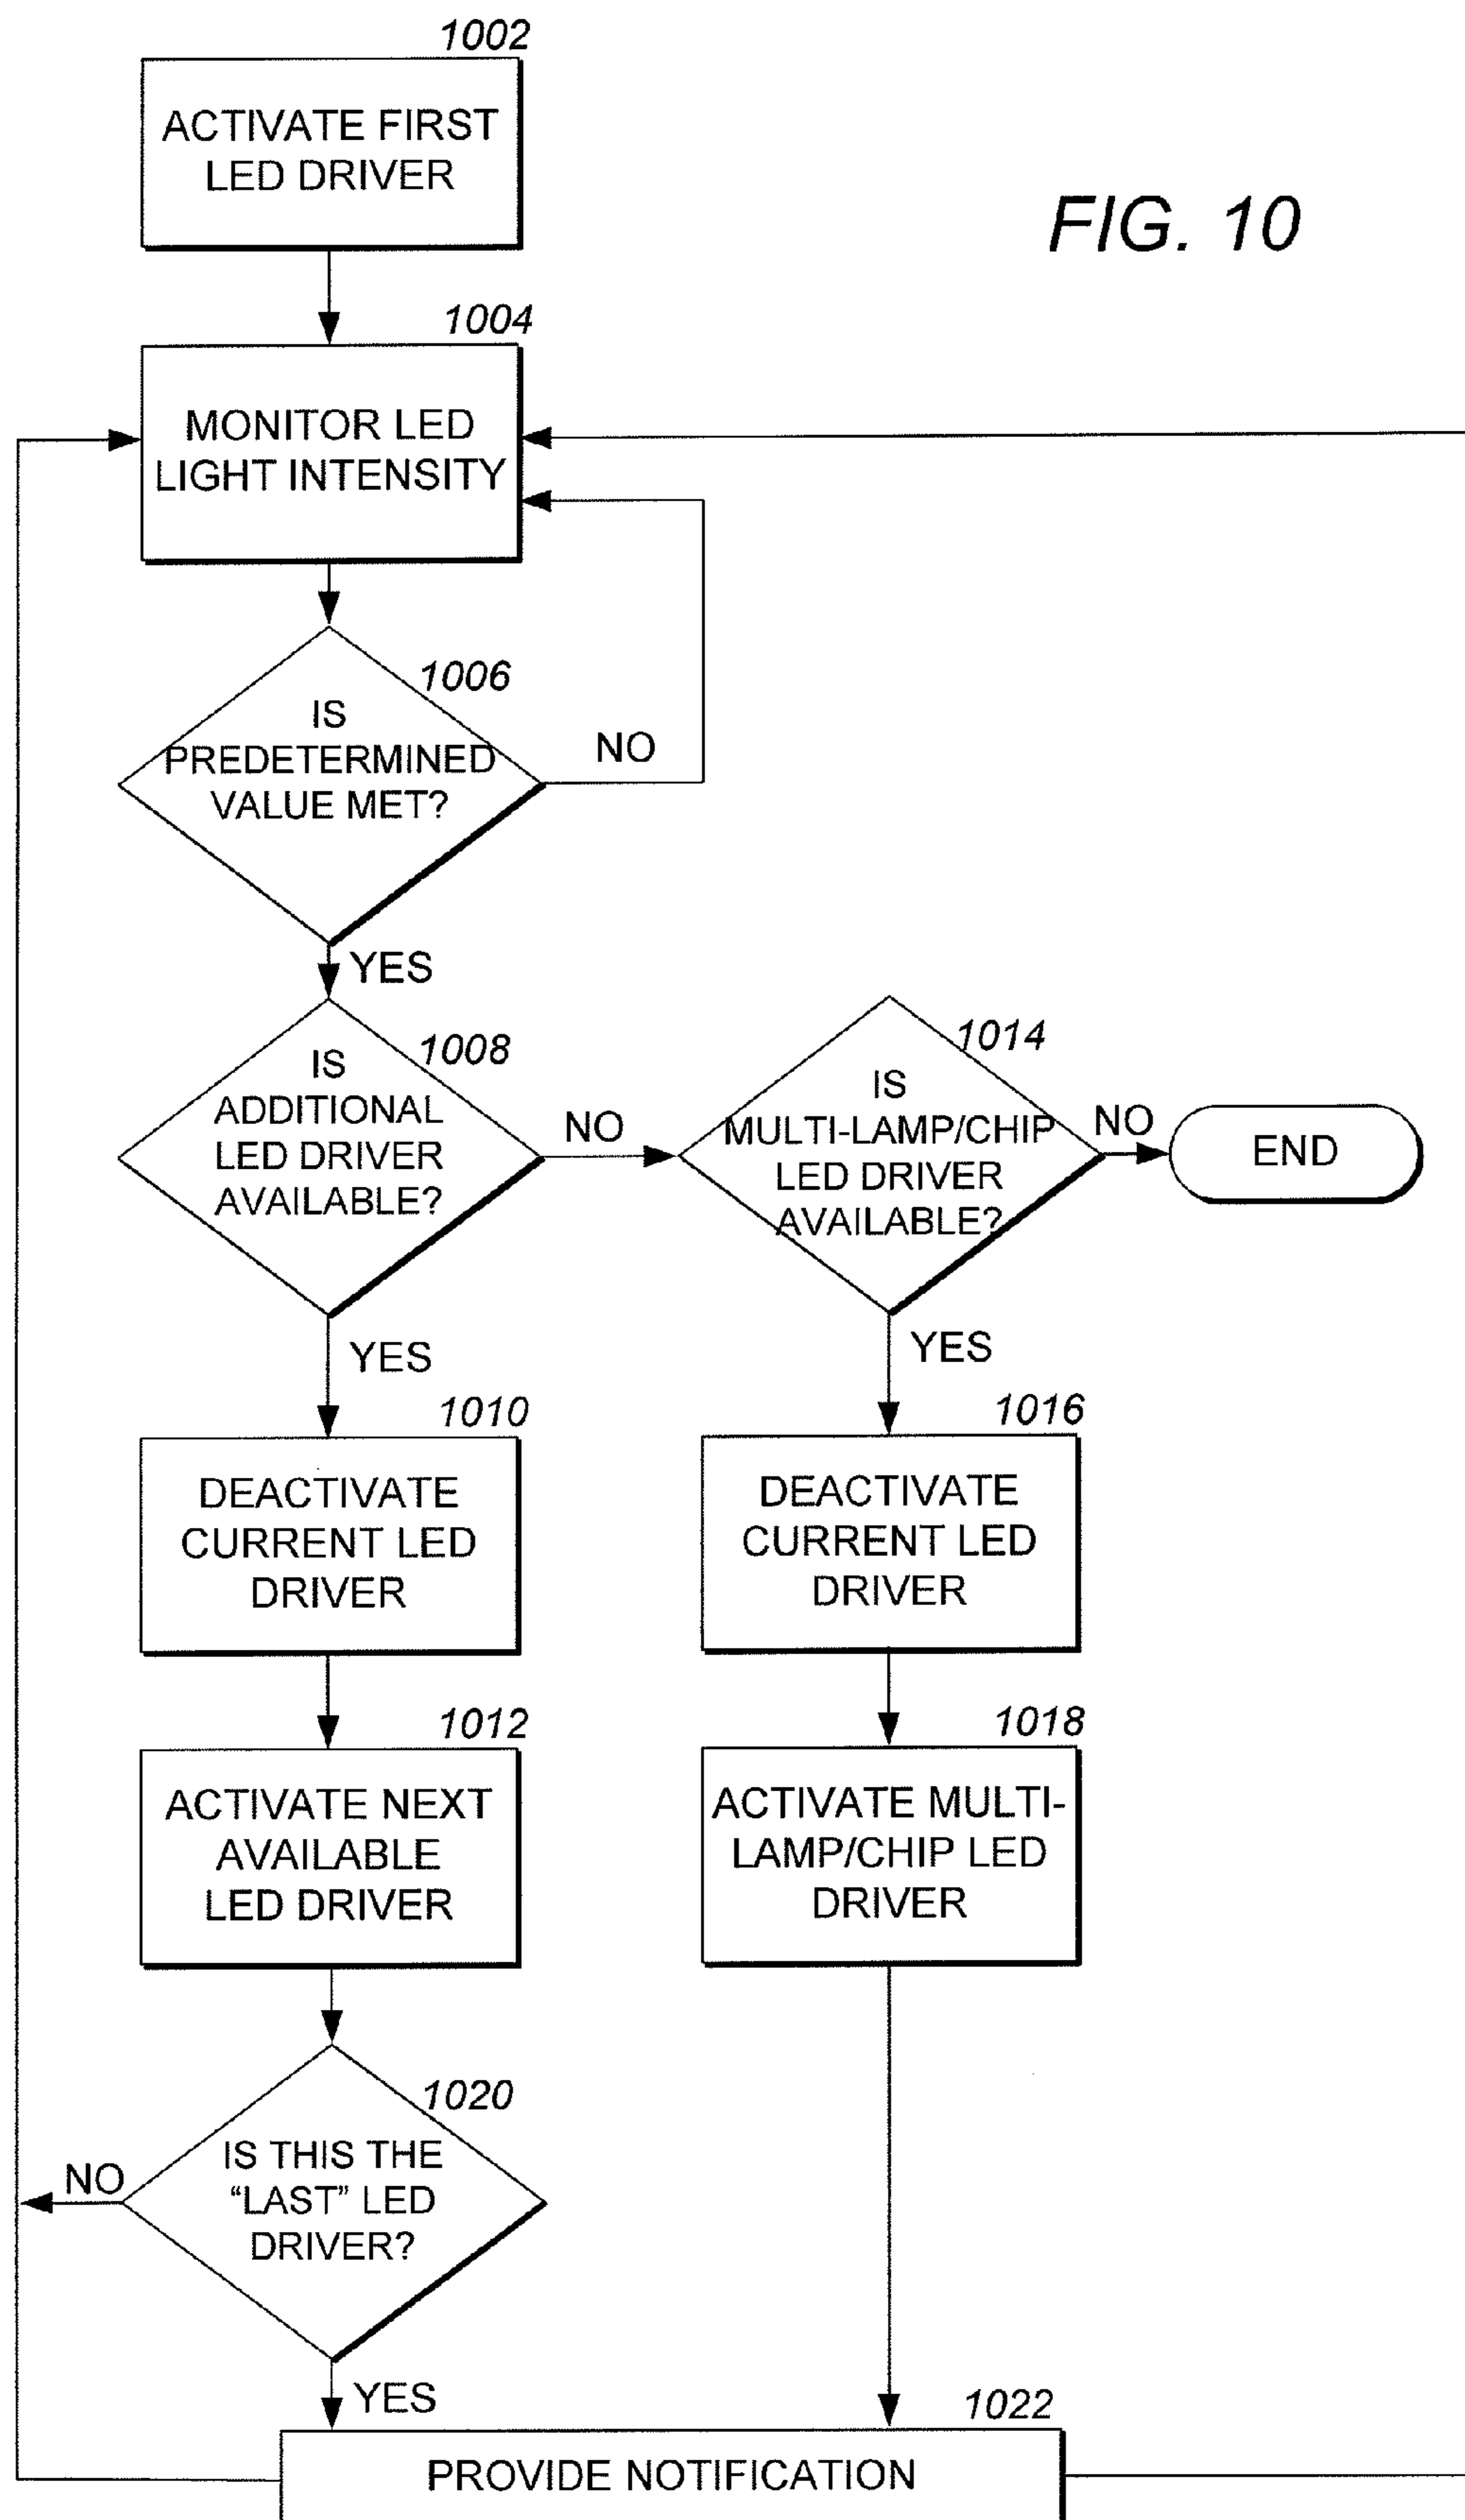 1002
ACTIVATE FIRST
LED DRIVER
FIG. 10
1004
MONITOR LED
LIGHT INTENSITY
1006
IS
PREDETERMINED
VALUE MET?
NO
YES
1008
IS
ADDITIONAL
LED DRIVER
AVAILABLE?
NO
1014
IS
MULTI-LAMP/CHIP
LED DRIVER
AVAILABLE?
NO
END
YES
YES
1010
DEACTIVATE
CURRENT LED
DRIVER
1016
DEACTIVATE
CURRENT LED
DRIVER
1012
ACTIVATE NEXT
AVAILABLE
LED DRIVER
1018
ACTIVATE MULTI-
LAMP/CHIP LED
DRIVER
1020
IS THIS THE
“LAST” LED
DRIVER?
NO
YES
1022
PROVIDE NOTIFICATION